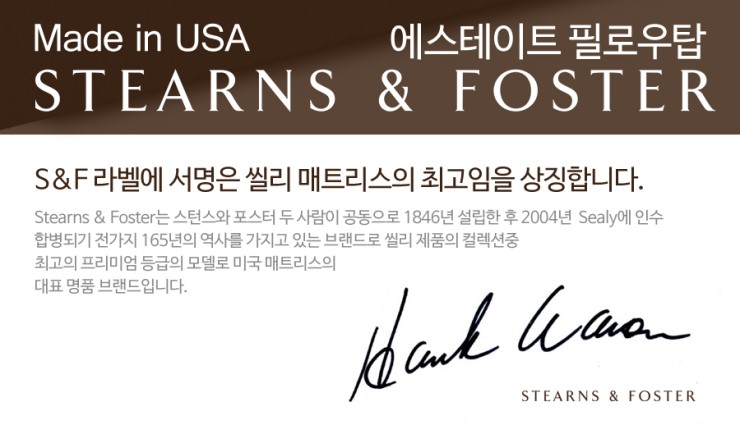 Made in USA
에스테이트 필로우탑
STEARNS & FOSTER
S&F 라벨에 서명은 씰리 매트리스의 최고임을 상징합니다.
Stearns & Foster는 스턴스와 포스터 두 사람이 공동으로 1846년 설립한 후 2004년 Sealy에 인수
합병되기 전가지 165년의 역사를 가지고 있는 브랜드로 씰리 제품의 컬렉션중
최고의 프리미엄 등급의 모델로 미국 매트리스의
대표 명품 브랜드입니다.
STEARNS & FOSTER